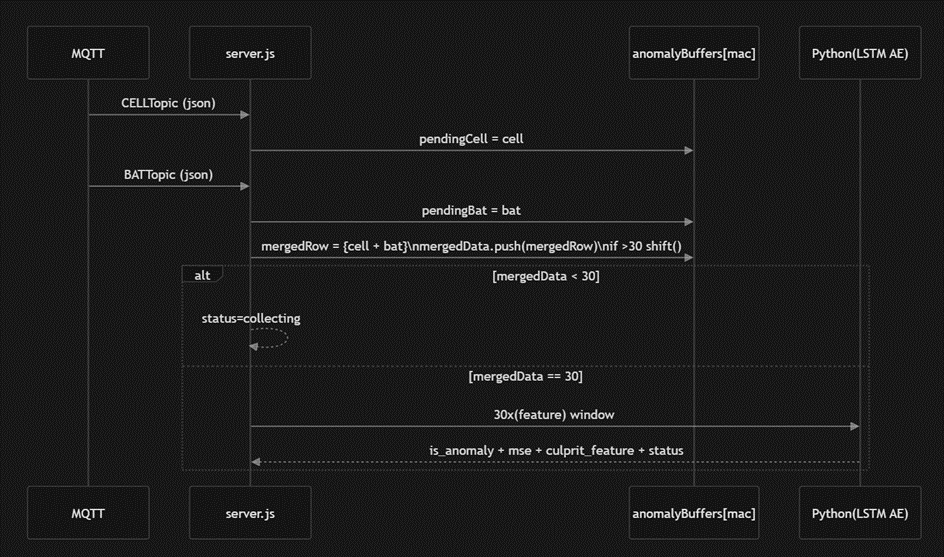 MQTT
server.js
anomalyBuffers[mac]
Python(LSTM AE)
CELLTopic (json)
pendingCell = cell
BATTopic (json)
pendingBat = bat
mergedRow = {cell + bat}\nmergedData.push(mergedRow)\nif >30 shift()
alt
[mergedData < 30]
status=collecting
[mergedData == 30]
30x(feature) window
is_anomaly + mse + culprit_feature + status
MQTT
server.js
anomalyBuffers[mac]
Python(LSTM AE)